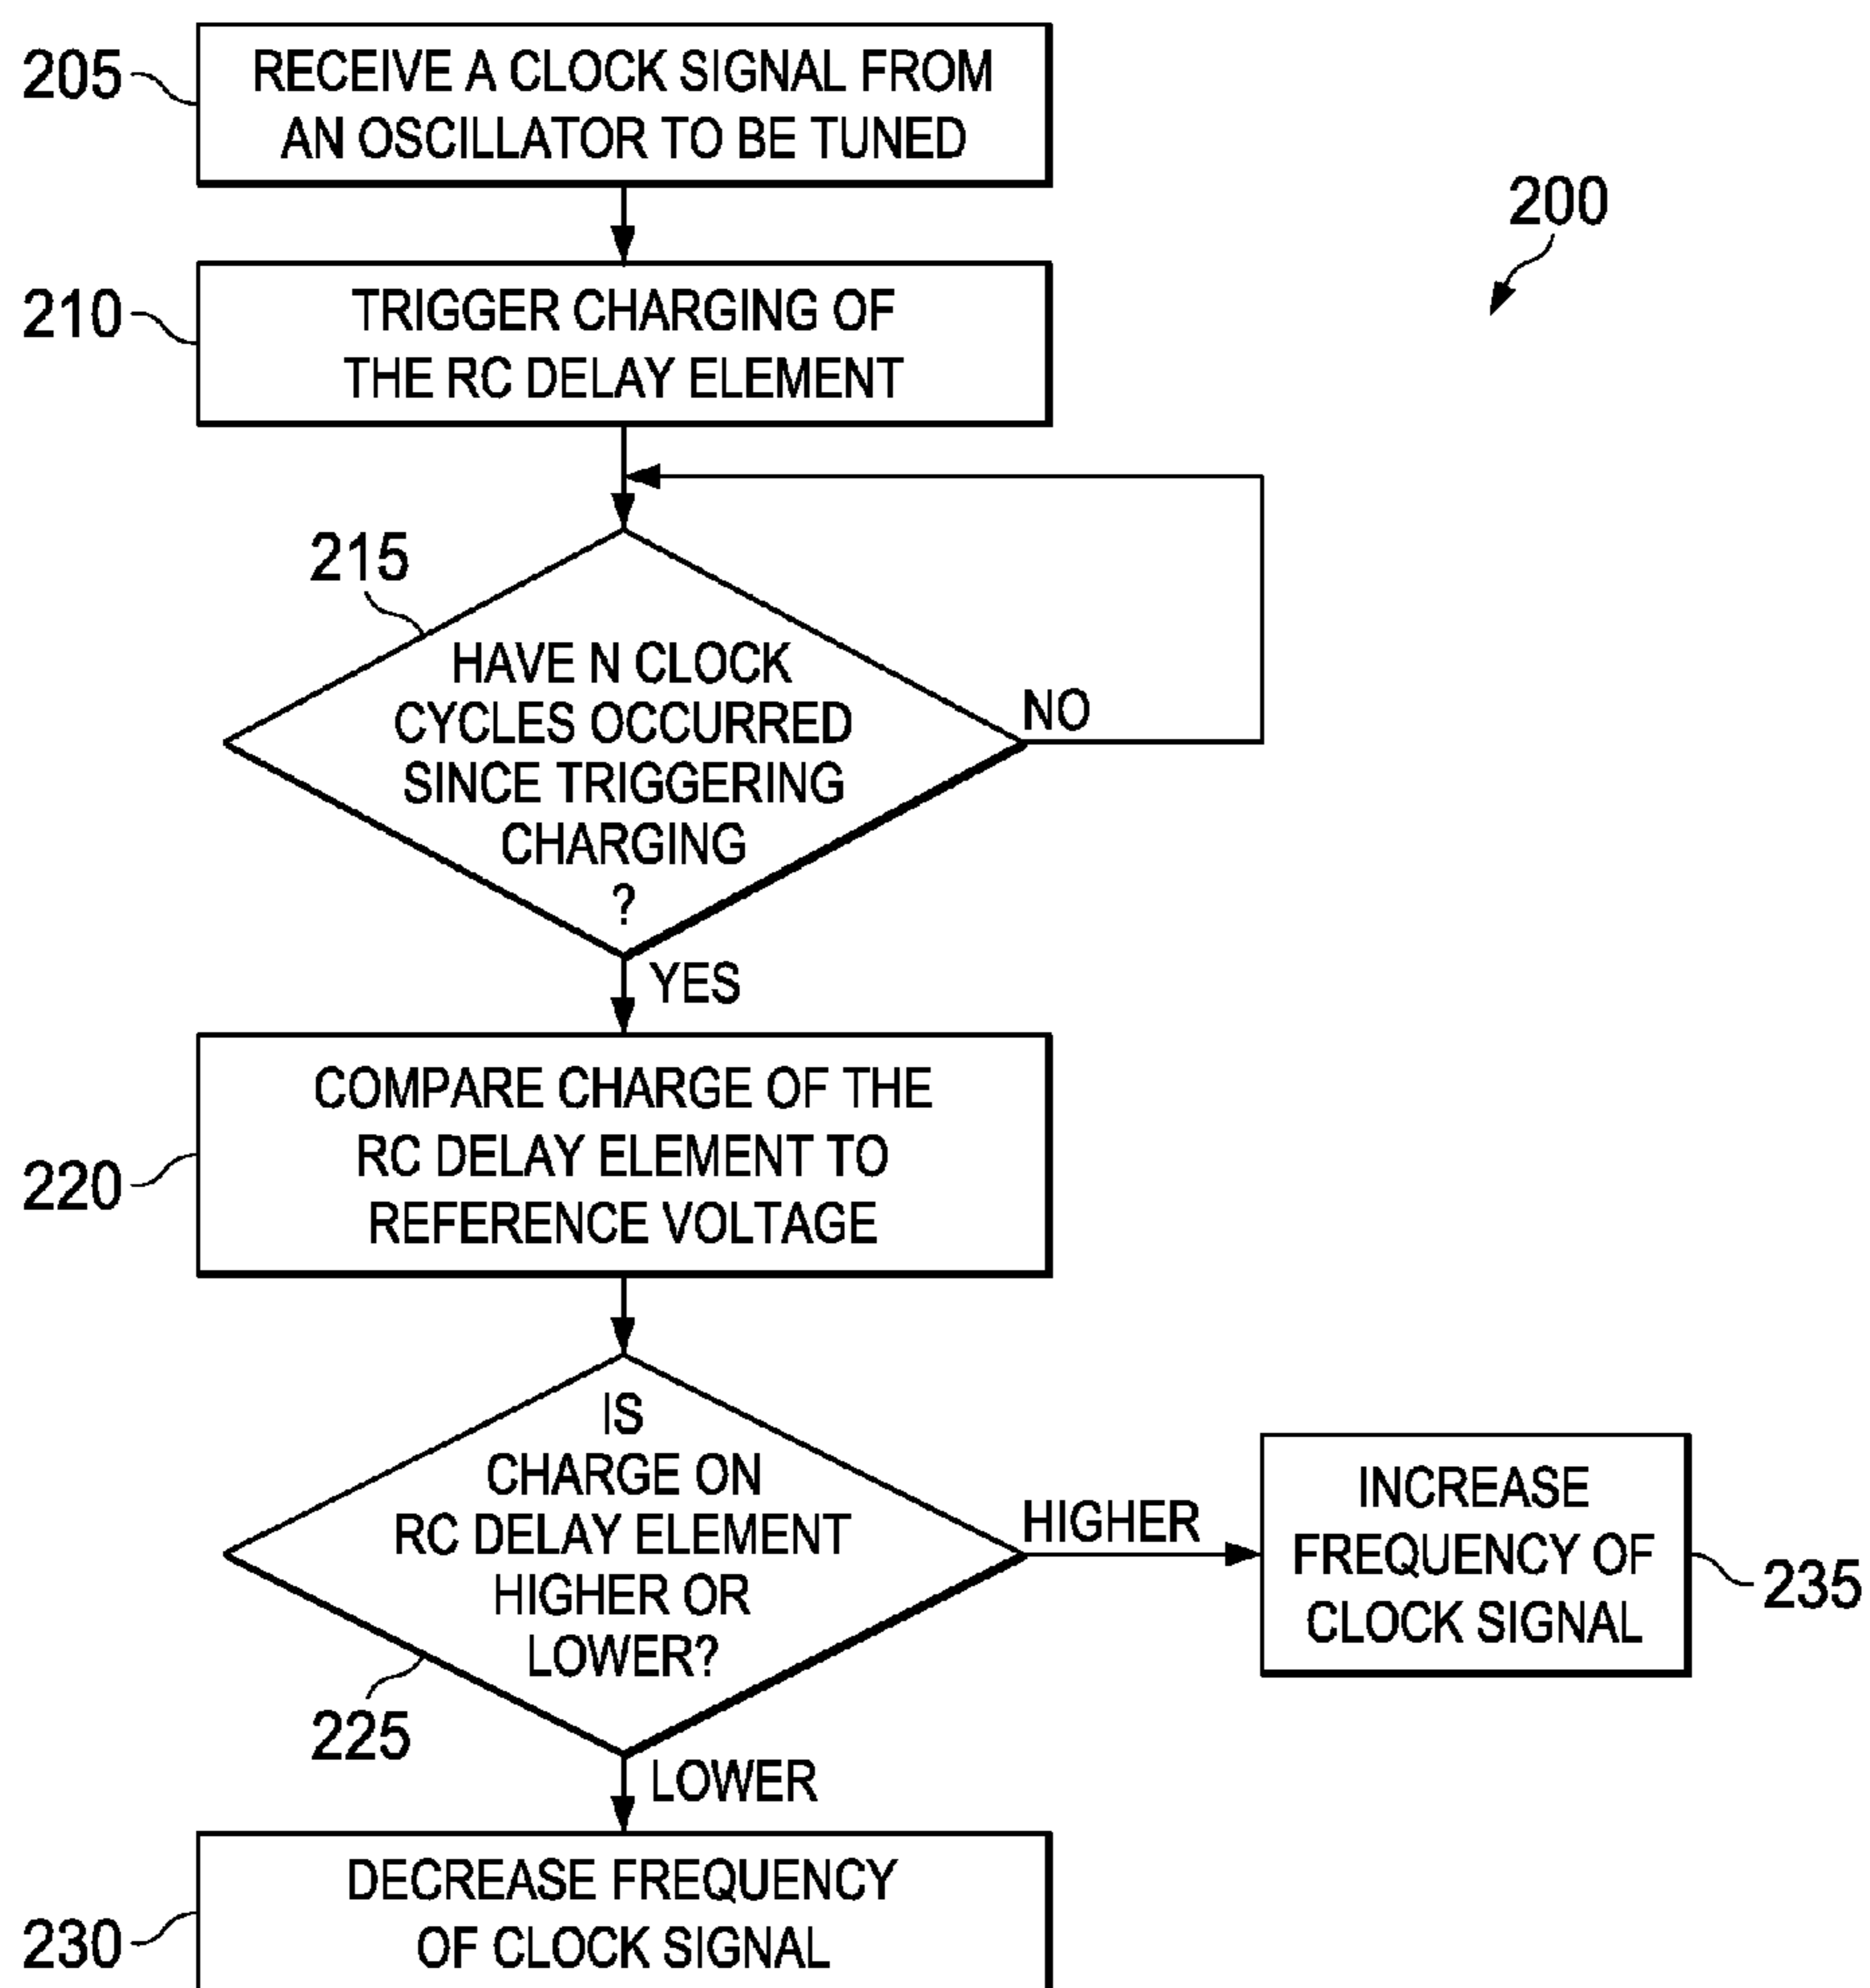 205
RECEIVE A CLOCK SIGNAL FROM
AN OSCILLATOR TO BE TUNED
200
210
TRIGGER CHARGING OF
THE RC DELAY ELEMENT
215
HAVE N CLOCK
CYCLES OCCURRED
SINCE TRIGGERING
CHARGING
?
NO
YES
220
COMPARE CHARGE OF THE
RC DELAY ELEMENT TO
REFERENCE VOLTAGE
IS
CHARGE ON
RC DELAY ELEMENT
HIGHER OR
LOWER?
225
HIGHER
INCREASE
FREQUENCY OF
CLOCK SIGNAL
235
LOWER
230
DECREASE FREQUENCY
OF CLOCK SIGNAL